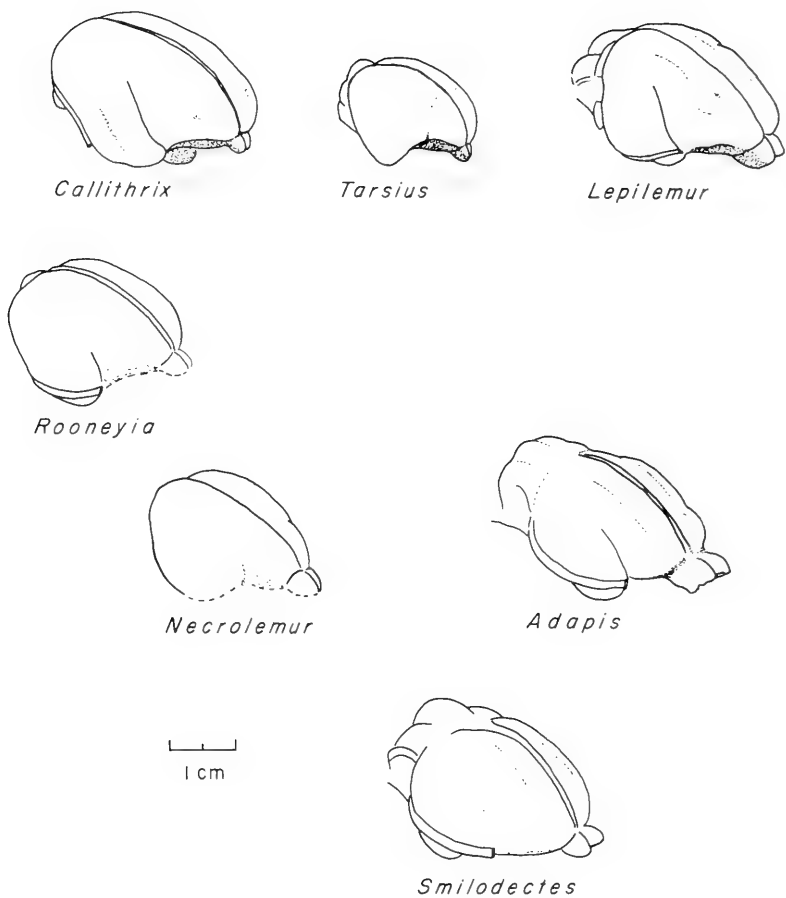 Callithrix
Tarsius
Lepilemur
Rooneyia
Necrolemur
Adapis
1 cm
Smilodectes